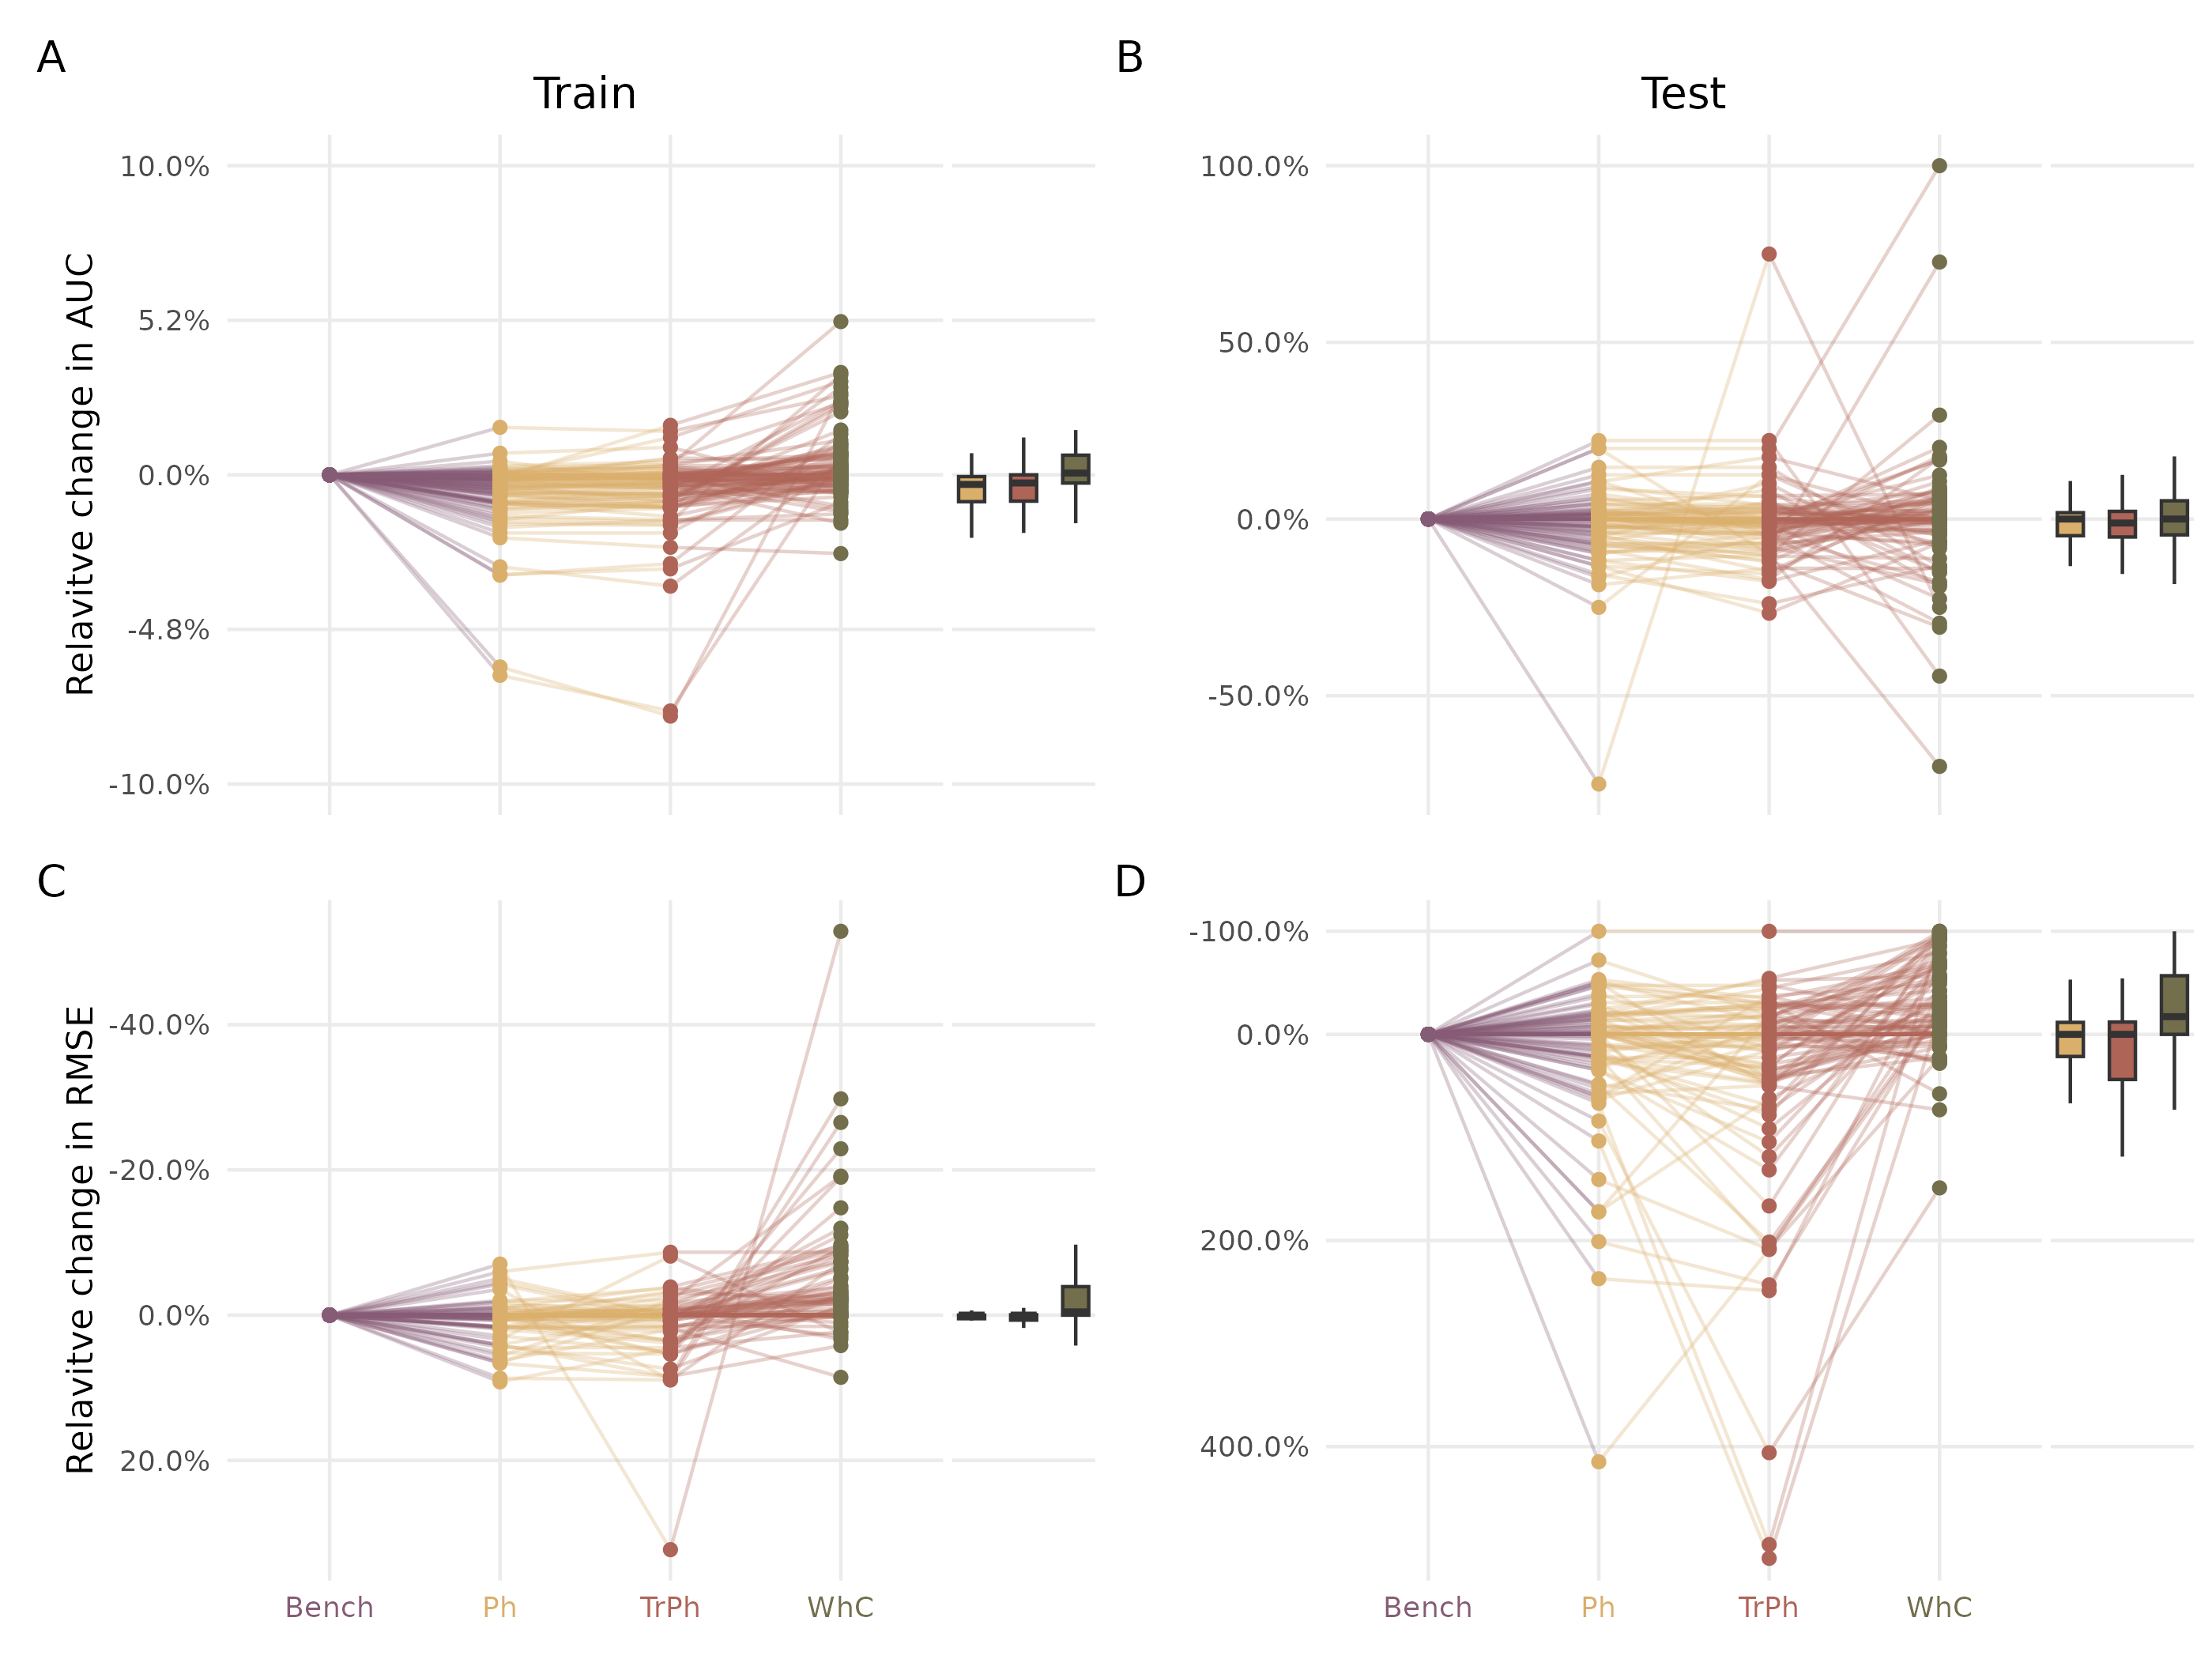 A
B
Train
Test
Relavitve change in AUC
10.0%
5.2%
0.0%
-4.8%
-10.0%
100.0%
50.0%
0.0%
-50.0%
C
D
Relavitve change in RMSE
-40.0%
-20.0%
0.0%
20.0%
-100.0%
0.0%
200.0%
400.0%
Bench Ph TrPh WhC
Bench Ph TrPh WhC